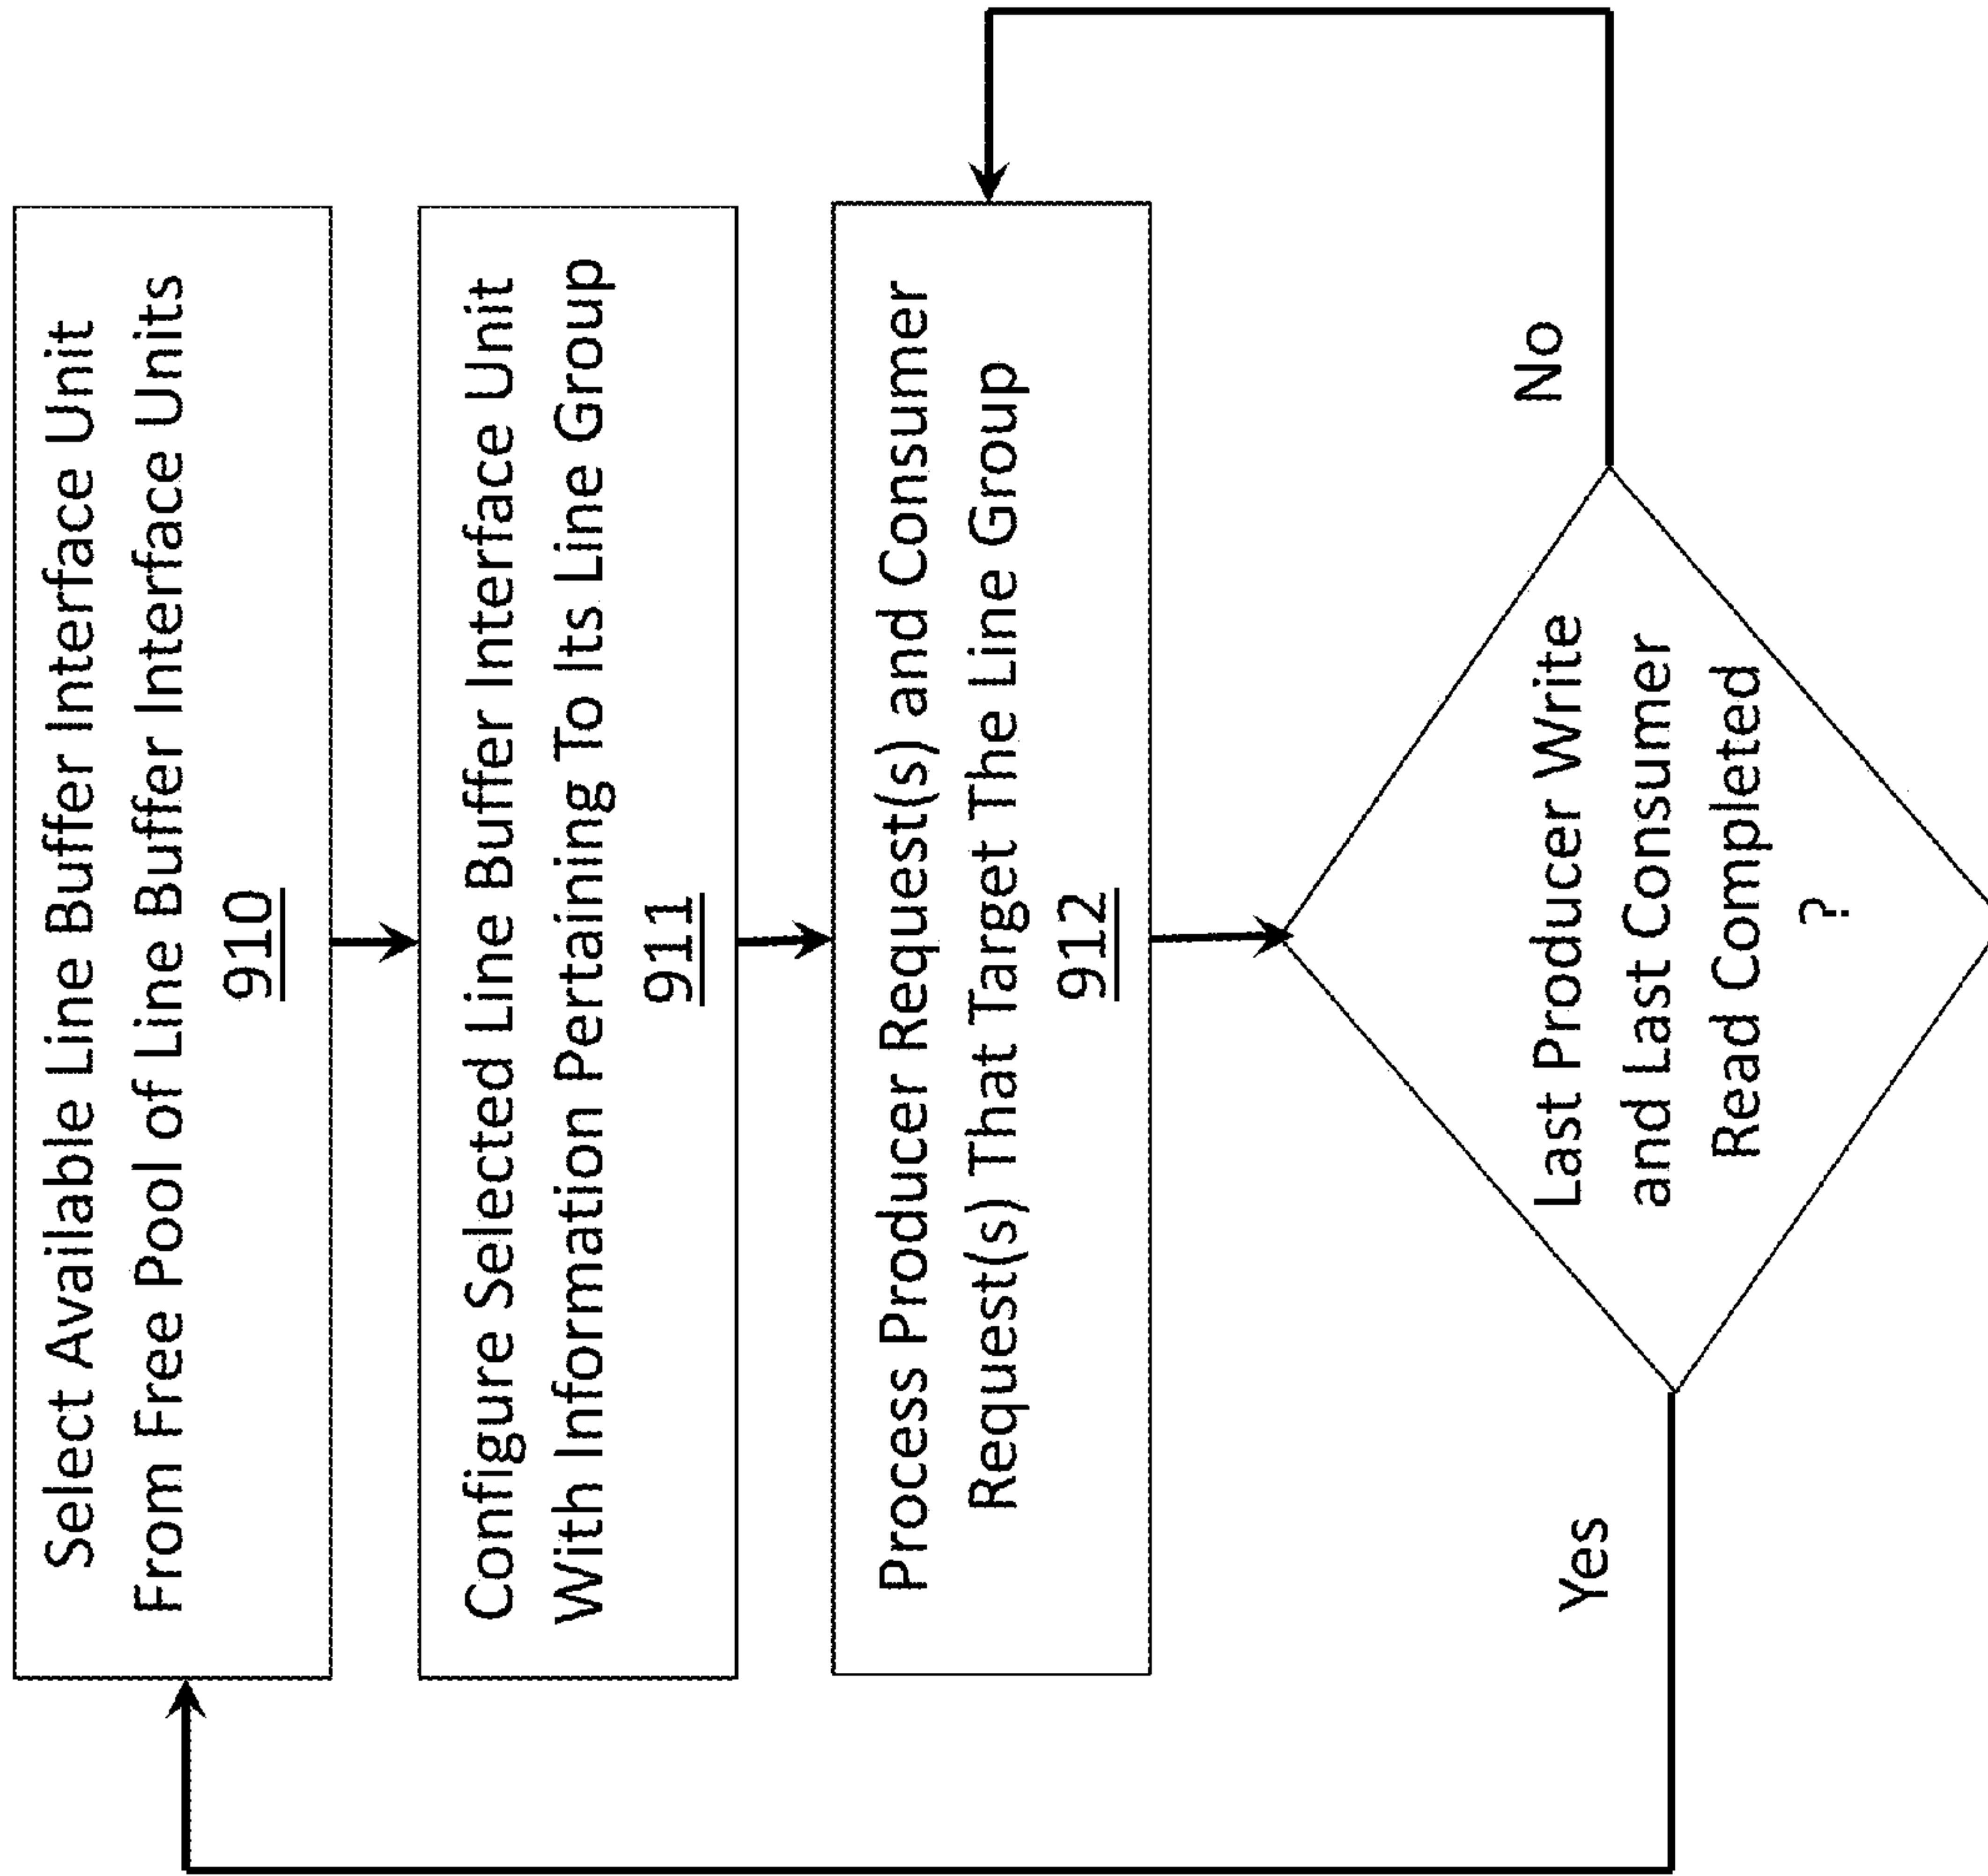 Select Available Line Buffer Interface Unit
From Free Pool of Line Buffer Interface Units
910
Configure Selected Line Buffer Interface Unit
With Information Pertaining To Its Line Group
911
Process Producer Request(s) and Consumer
Request(s) That Target The Line Group
912
Last Producer Write
and Last Consumer
Read Completed
?
Yes
No